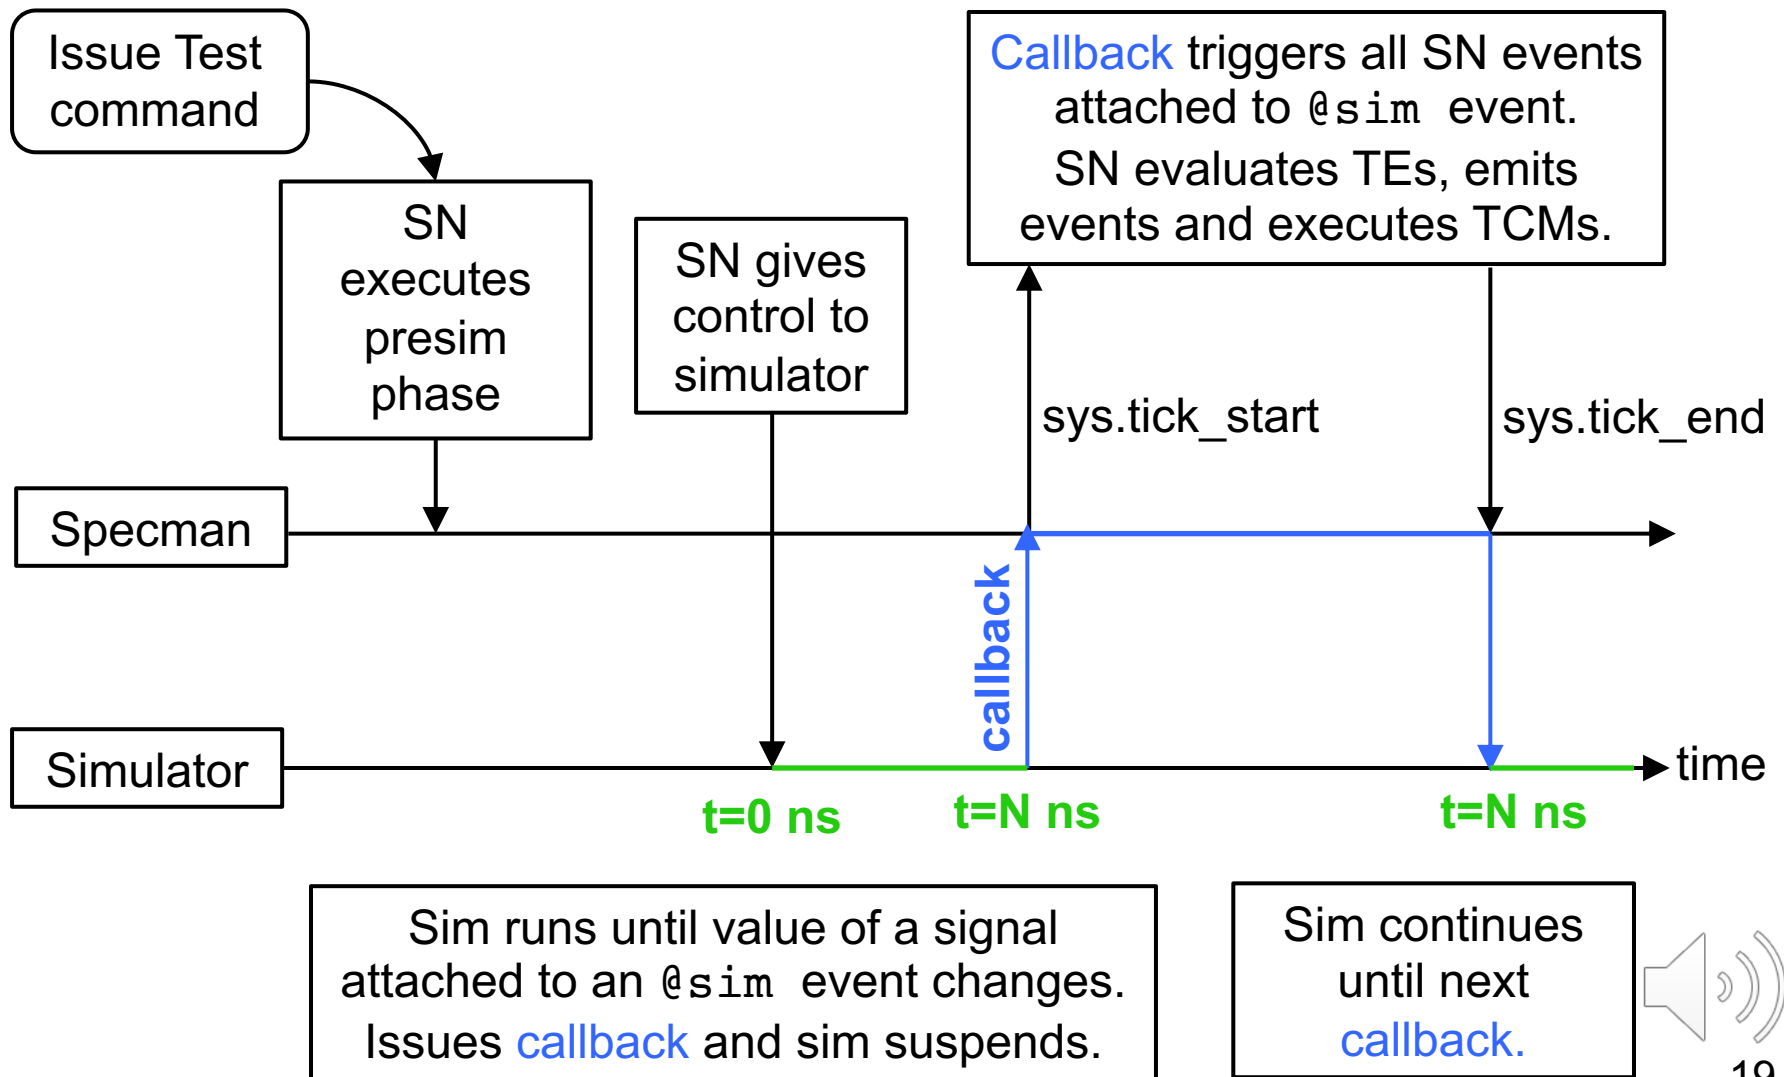 Issue Test
command
SN
executes
presim
phase
SN gives
control to
simulator
Callback triggers all SN events
attached to @sim event.
SN evaluates TEs, emits
events and executes TCMs.
sys.tick_start
sys.tick_end
Specman
callback
Simulator
time
t=0 ns
t=N ns
t=N ns
Sim runs until value of a signal
attached to an @sim event changes.
Issues callback and sim suspends.
Sim continues
until next
callback.
19